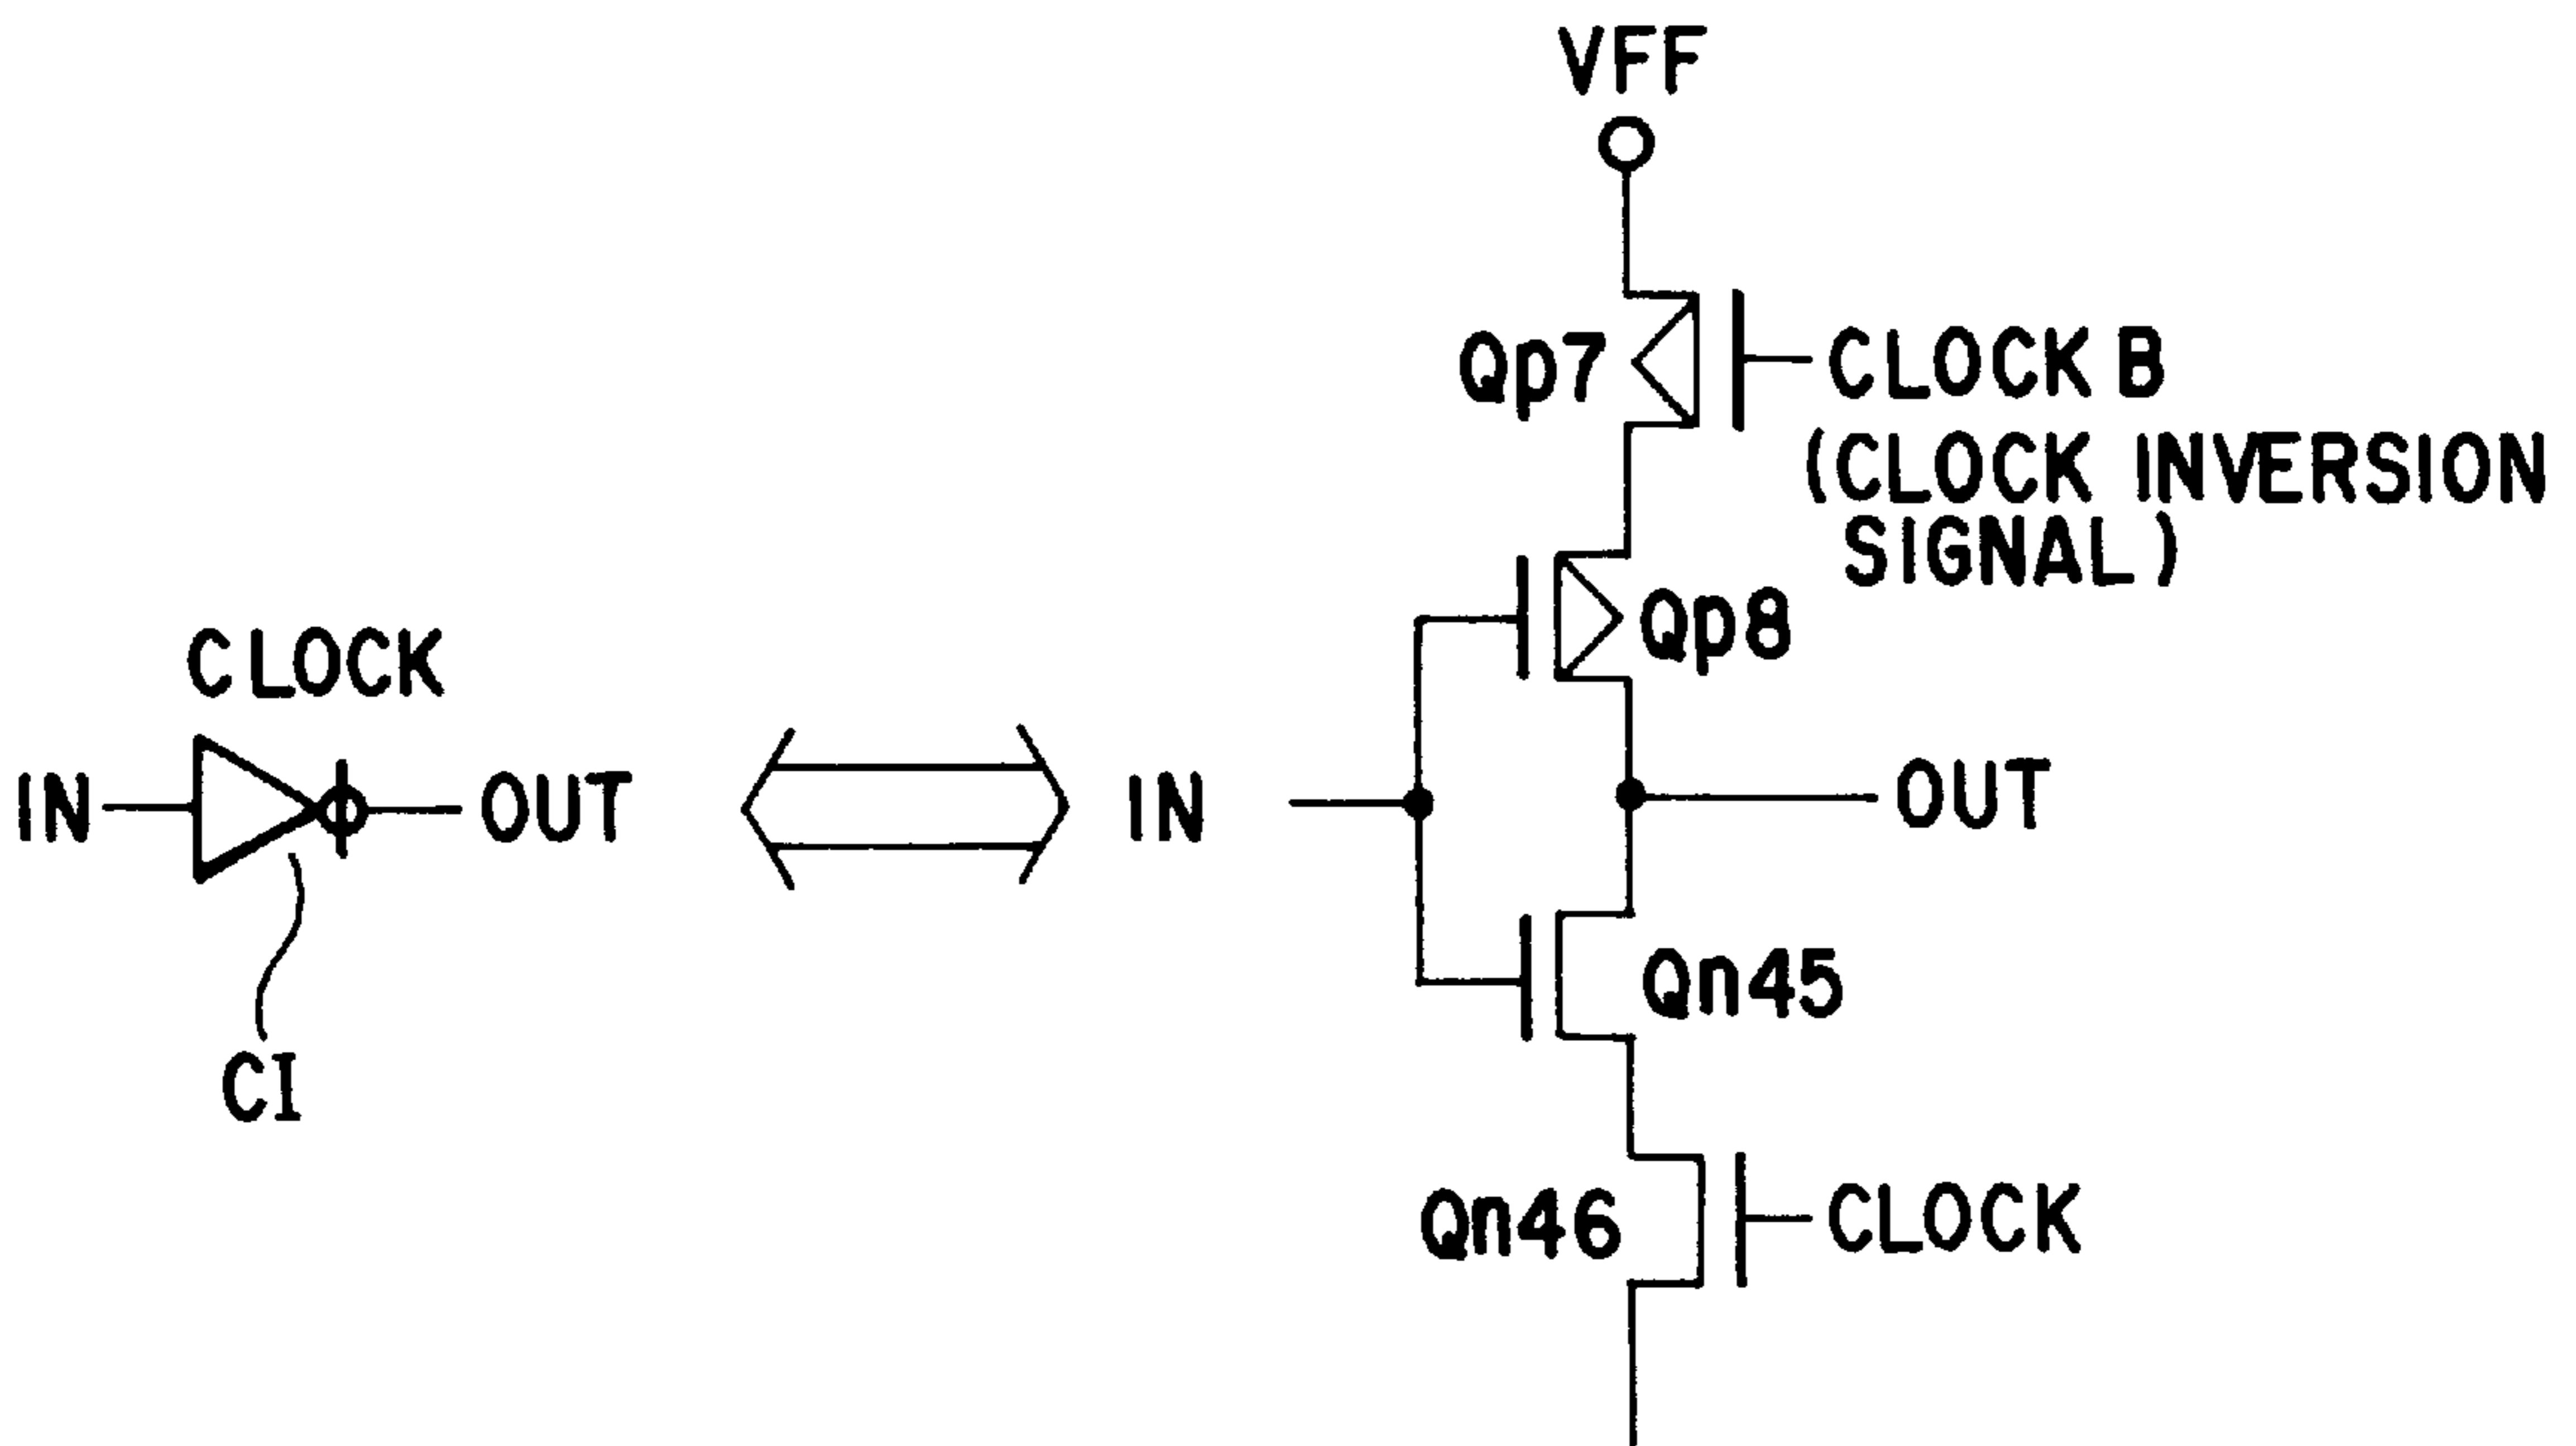 CLOCK
IN
OUT
CI
VFF
Qp7
CLOCK B
(CLOCK INVERSION
SIGNAL)
Qp8
IN
OUT
Qn45
Qn46
CLOCK